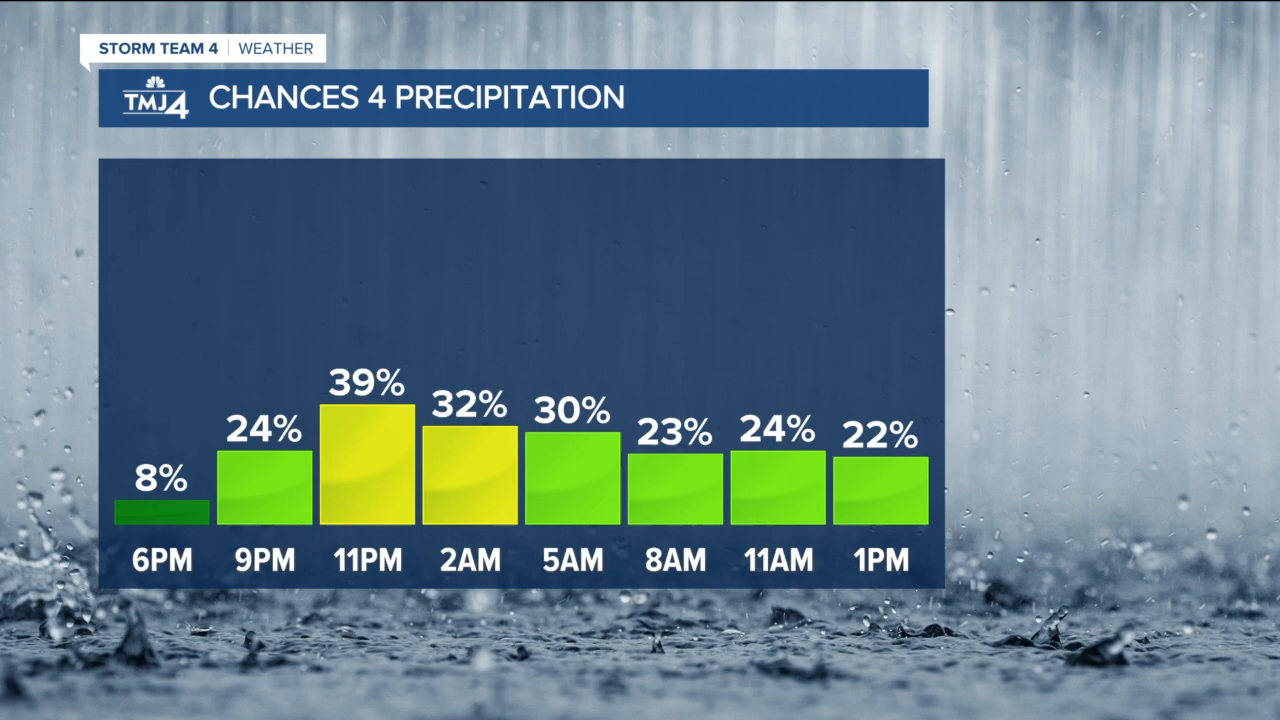 STORM TEAM 4 | WEATHER
TMJ4 CHANCES 4 PRECIPITATION
8% 24% 39% 32% 30% 23% 24% 22%
6PM 9PM 11PM 2AM 5AM 8AM 11AM 1PM